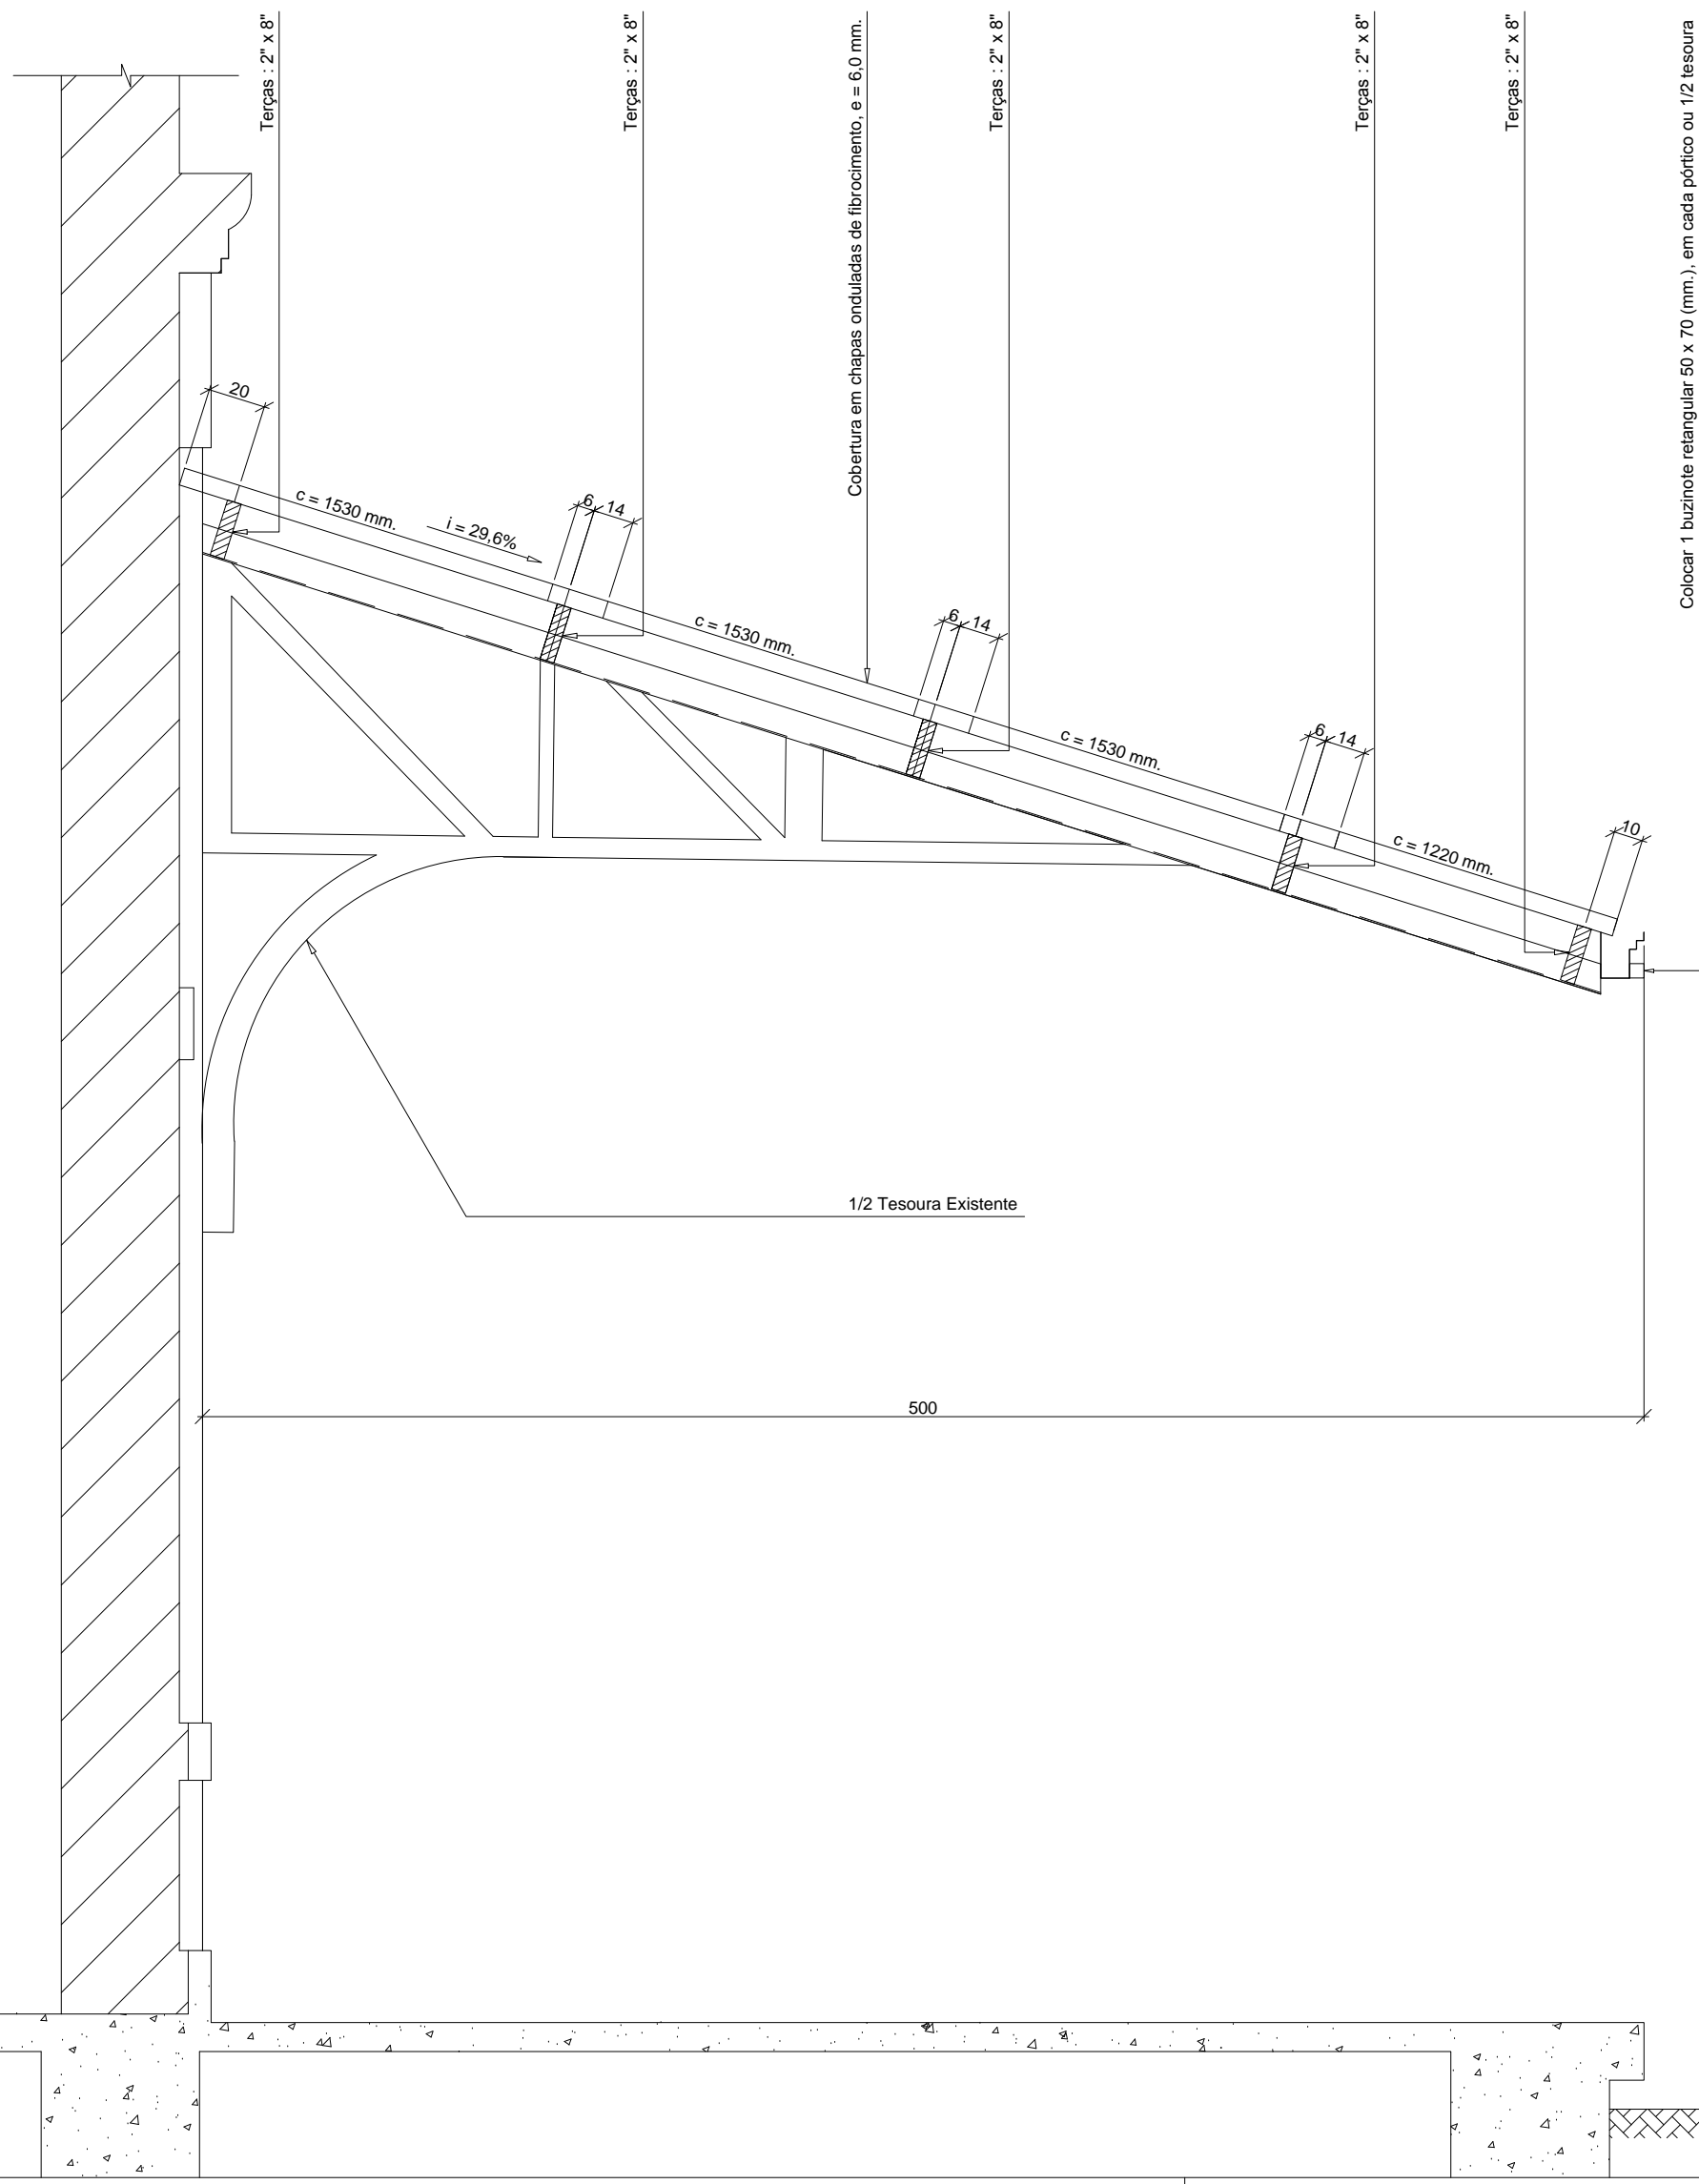 Terças : 2" x 8"
Terças : 2" x 8"
Cobertura em chapas onduladas de fibrocimento, e = 6,0 mm.
Terças : 2" x 8"
Terças : 2" x 8"
Terças : 2" x 8"
Colocar 1 buzinote retangular 50 x 70 (mm.), em cada pórtico ou 1/2 tesoura
20
c = 1530 mm.
i = 29,6%
6
14
c = 1530 mm.
6
14
c = 1530 mm.
6
14
c = 1220 mm.
10
1/2 Tesoura Existente
500